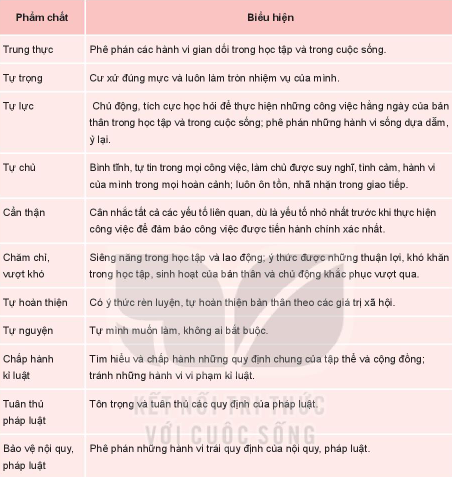 Phẩm chất Biểu hiện
Trung thực Phê phán các hành vi gian dối trong học tập và trong cuộc sống.
Tự trọng Cư xử đúng mực và luôn làm tròn nhiệm vụ của mình.
Tự lực Chủ động, tích cực học hỏi để thực hiện những công việc hằng ngày của bản
thân trong học tập và trong cuộc sống; phê phán những hành vi sống dựa dẫm,
ỷ lại.
Tự chủ Bình tĩnh, tự tin trong mọi công việc, làm chủ được suy nghĩ, tình cảm, hành vi
của mình trong mọi hoàn cảnh; luôn ôn tồn, nhã nhặn trong giao tiếp.
Cẩn thận Cân nhắc tất cả các yếu tố liên quan, dù là yếu tố nhỏ nhất trước khi thực hiện
công việc để đảm bảo công việc được tiến hành chính xác nhất.
Chăm chỉ, Siêng năng trong học tập và lao động; ý thức được những thuận lợi, khó khăn
vượt khó trong học tập, sinh hoạt của bản thân và chủ động khắc phục vượt qua.
Tự hoàn thiện Có ý thức rèn luyện, tự hoàn thiện bản thân theo các giá trị xã hội.
Tự nguyện Tự mình muốn làm, không ai bắt buộc.
Chấp hành Tìm hiểu và chấp hành những quy định chung của tập thể và cộng đồng;
kỉ luật tránh những hành vi vi phạm kỉ luật.
Tuân thủ Tôn trọng và tuân thủ các quy định của pháp luật.
pháp luật
KẾT NỐI TRI THỨC
VỚI CUỘC SỐNG
Bảo vệ nội quy, Phê phán những hành vi trái quy định của nội quy, pháp luật.
pháp luật